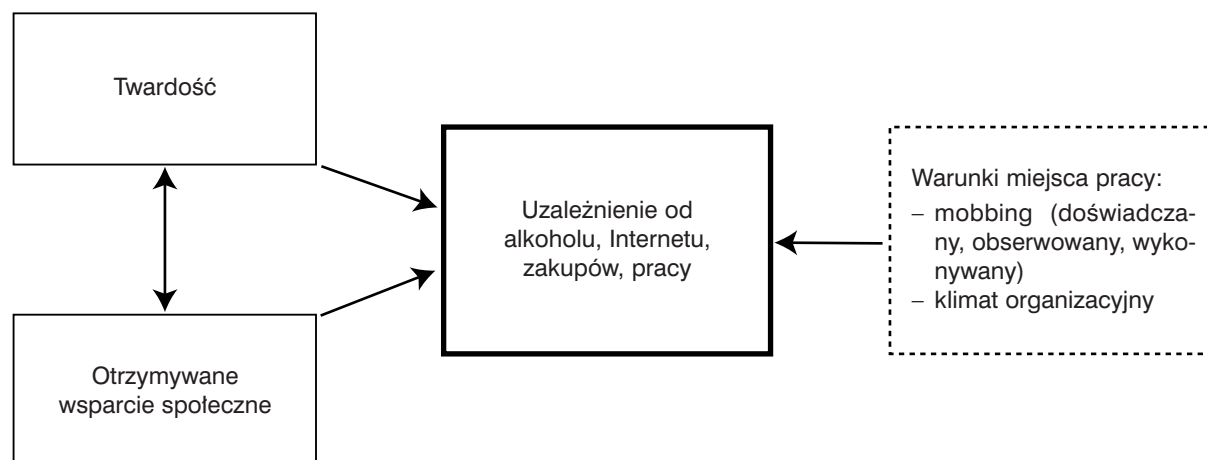 Twardość
Uzależnienie od
alkoholu, Internetu,
zakupów, pracy
Warunki miejsca pracy:
– mobbing (doświadcza-
ny, obserwowany, wyko-
nywany)
– klimat organizacyjny
Otrzymywane
wsparcie społeczne